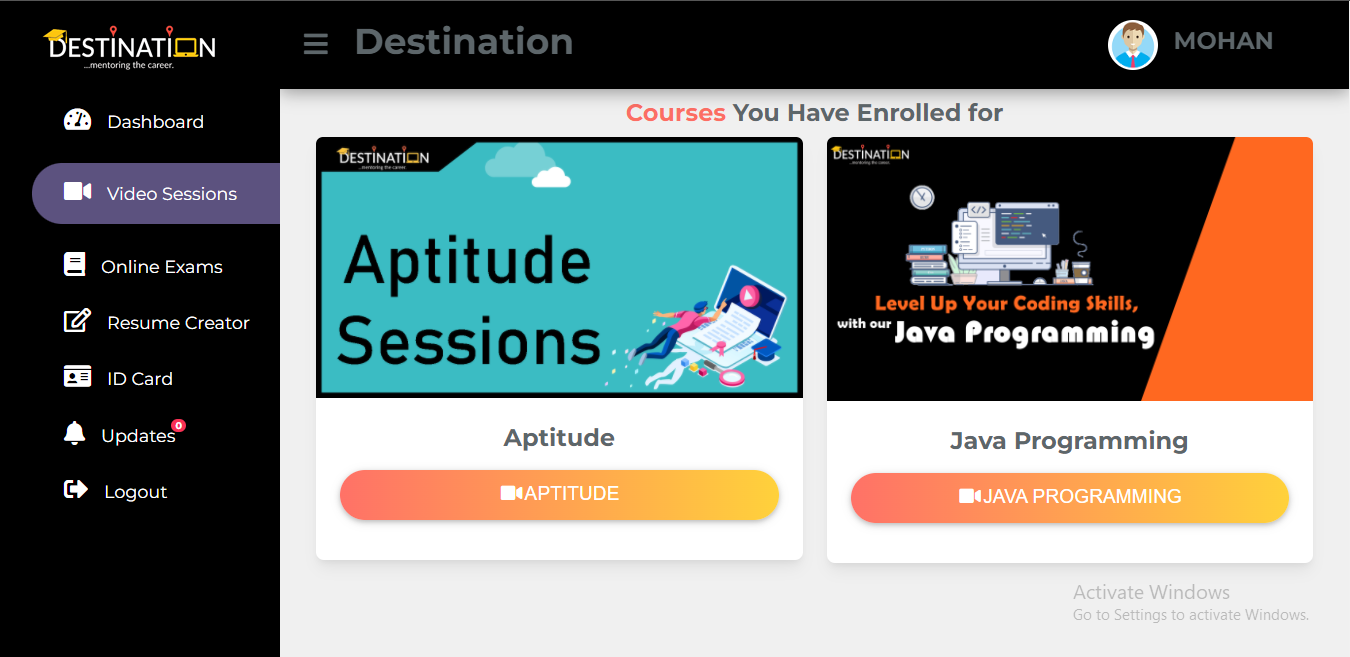 DESTINATION
...mentoring the career.
Destination
MOHAN
Dashboard
Video Sessions
Online Exams
Resume Creator
ID Card
Updates
0
Logout
Courses You Have Enrolled for
DESTINATION
...mentoring the career.
Aptitude
Sessions
Aptitude
APTITUDE
DESTINATION
...mentoring the career.
</>
Level Up Your Coding Skills,
with our Java Programming
Java Programming
JAVA PROGRAMMING
Activate Windows
Go to Settings to activate Windows.